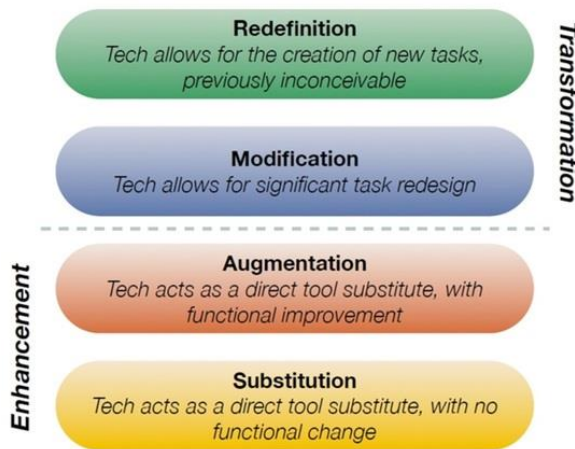 Redefinition
Tech allows for the creation of new tasks,
previously inconceivable
Transformation
Modification
Tech allows for significant task redesign
Augmentation
Tech acts as a direct tool substitute, with
functional improvement
Enhancement
Substitution
Tech acts as a direct tool substitute, with no
functional change